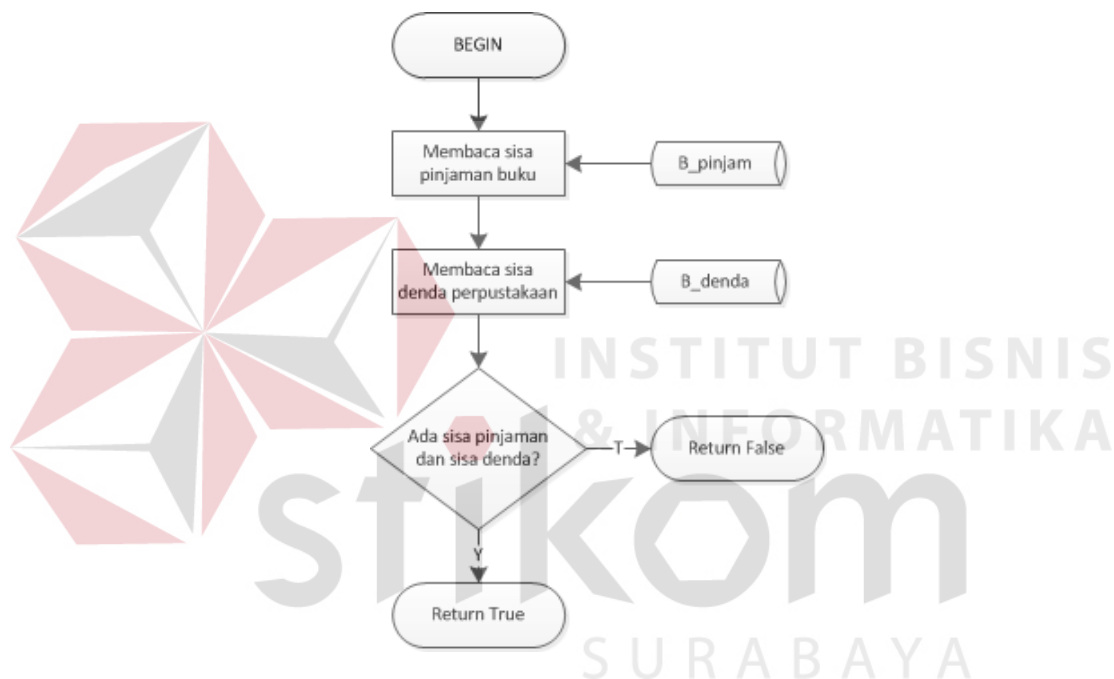 BEGIN
Membaca sisa
pinjaman buku
B_pinjam
Membaca sisa
denda perpustakaan
B_denda
Ada sisa pinjaman
dan sisa denda?
T
Return False
Y
Return True
INSTITUT BISNIS
& INFORMATIKA
stikom
SURABAYA